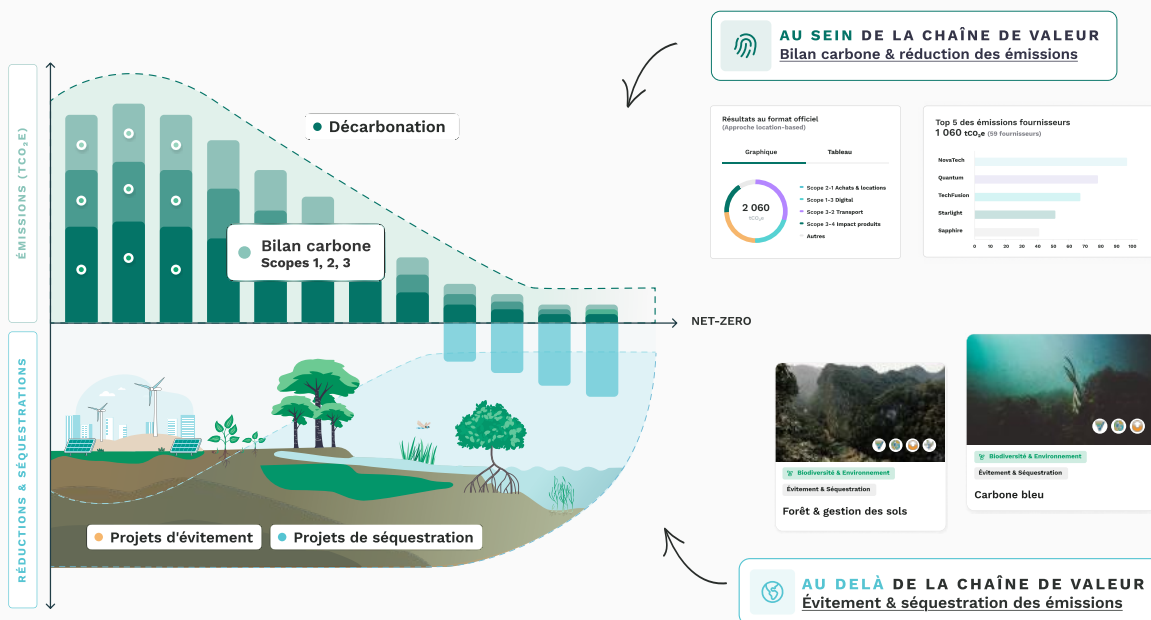 AU SEIN DE LA CHAÎNE DE VALEUR
Bilan carbone & réduction des émissions
ÉMISSIONS (TCO₂E)
Décarbonation
Bilan carbone
Scopes 1, 2, 3
NET-ZERO
Résultats au format officiel
(Approche location-based)
Graphique Tableau
2 060
tCO₂e
Scope 2-1 Achats & locations
Scope 1-3 Digital
Scope 3-2 Transport
Scope 3-4 Impact produits
Autres
Top 5 des émissions fournisseurs
1 060 tCO₂e (59 fournisseurs)
NovaTech
Quantum
TechFusion
Starlight
Sapphire
0 10 20 30 40 50 60 70 80 90 100
RÉDUCTIONS & SÉQUESTRATIONS
Projets d'évitement
Projets de séquestration
Biodiversité & Environnement
Évitement & Séquestration
Forêt & gestion des sols
Biodiversité & Environnement
Évitement & Séquestration
Carbone bleu
AU DELÀ DE LA CHAÎNE DE VALEUR
Évitement & séquestration des émissions